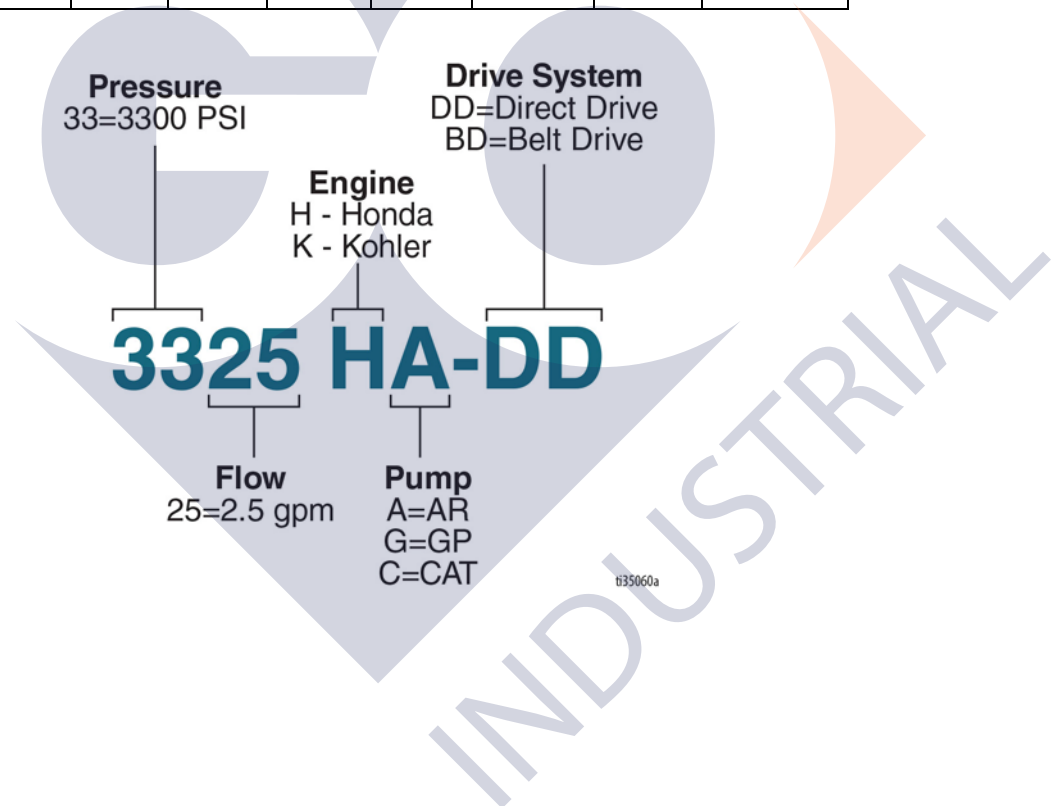 Pressure
33=3300 PSI
Drive System
DD=Direct Drive
BD=Belt Drive
Engine
H - Honda
K - Kohler
3325 HA-DD
Flow
25=2.5 gpm
Pump
A=AR
G=GP
C=CAT
ti35060a
INDUSTRIAL